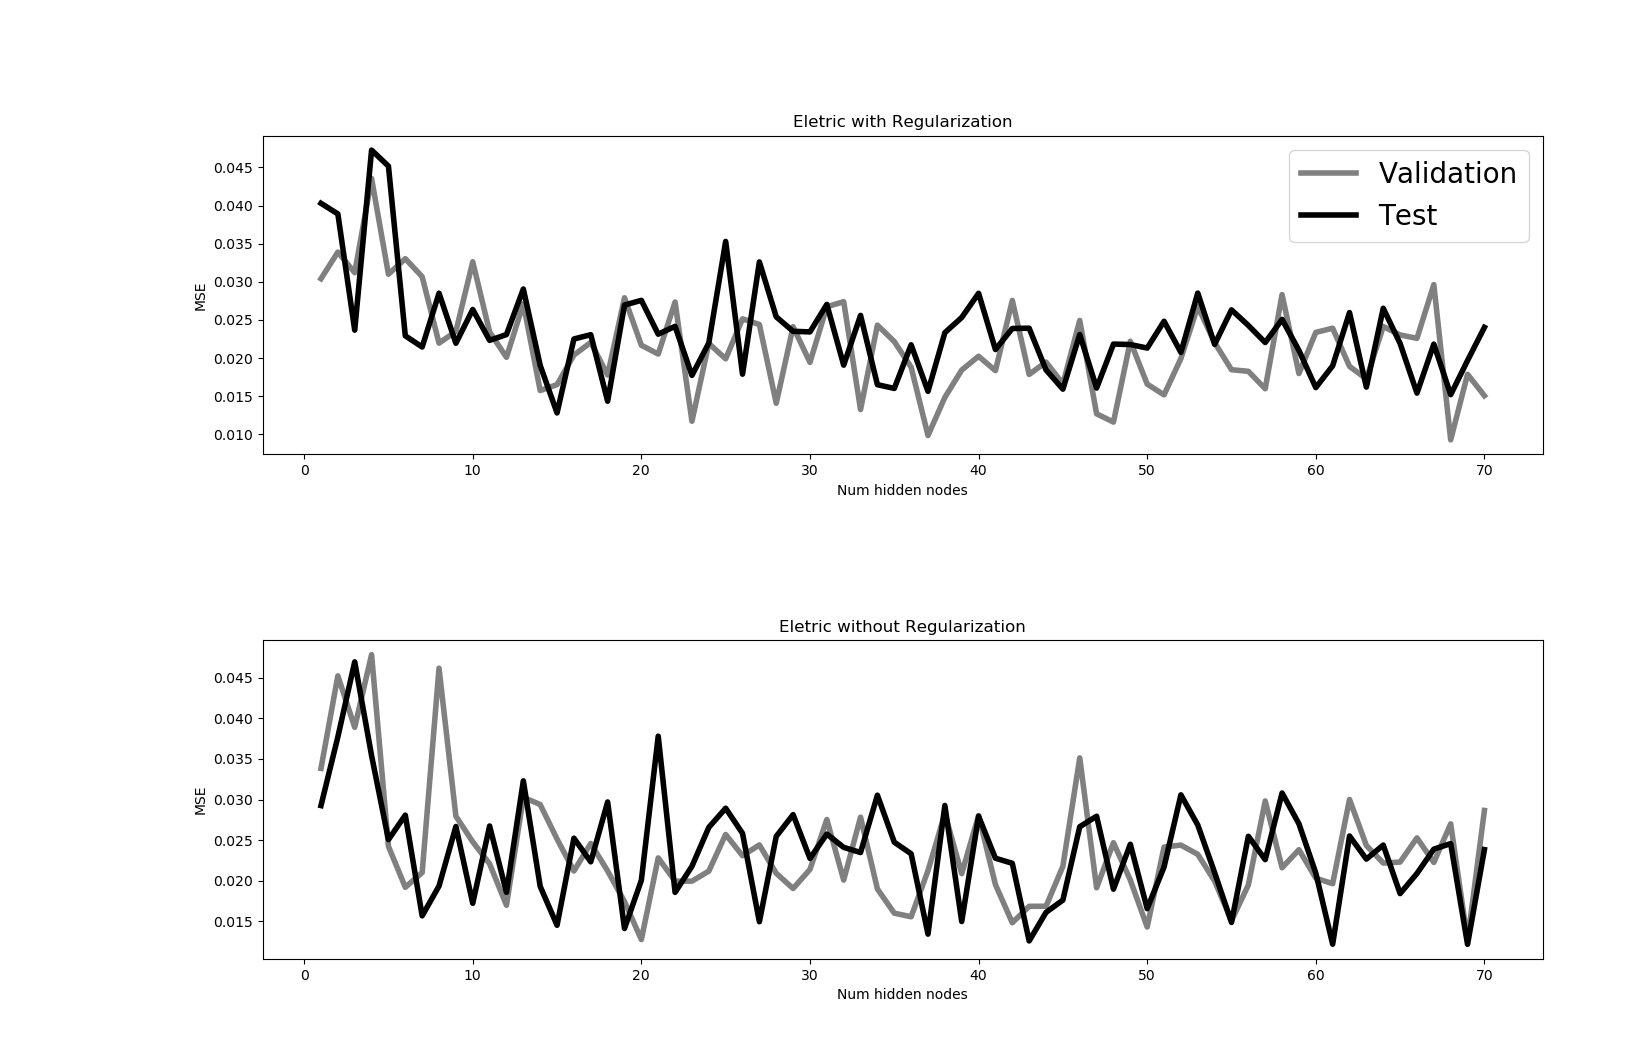 Eletric with Regularization
0.045
0.040
0.035
0.030
0.025
0.020
0.015
0.010
MSE
Validation
Test
0 10 20 30 40 50 60 70
Num hidden nodes
Eletric without Regularization
0.045
0.040
0.035
0.030
0.025
0.020
0.015
MSE
0 10 20 30 40 50 60 70
Num hidden nodes